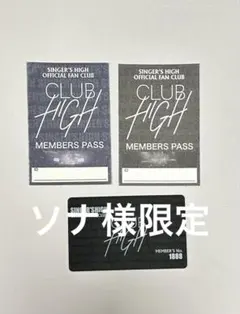 SINGER'S HIGH
OFFICIAL FAN CLUB
CLUB
HIGH
MEMBERS PASS
SINGER'S HIGH
OFFICIAL FAN CLUB
CLUB
HIGH
MEMBERS PASS
ソナ様限定
HIGH
MEMBER'S No.